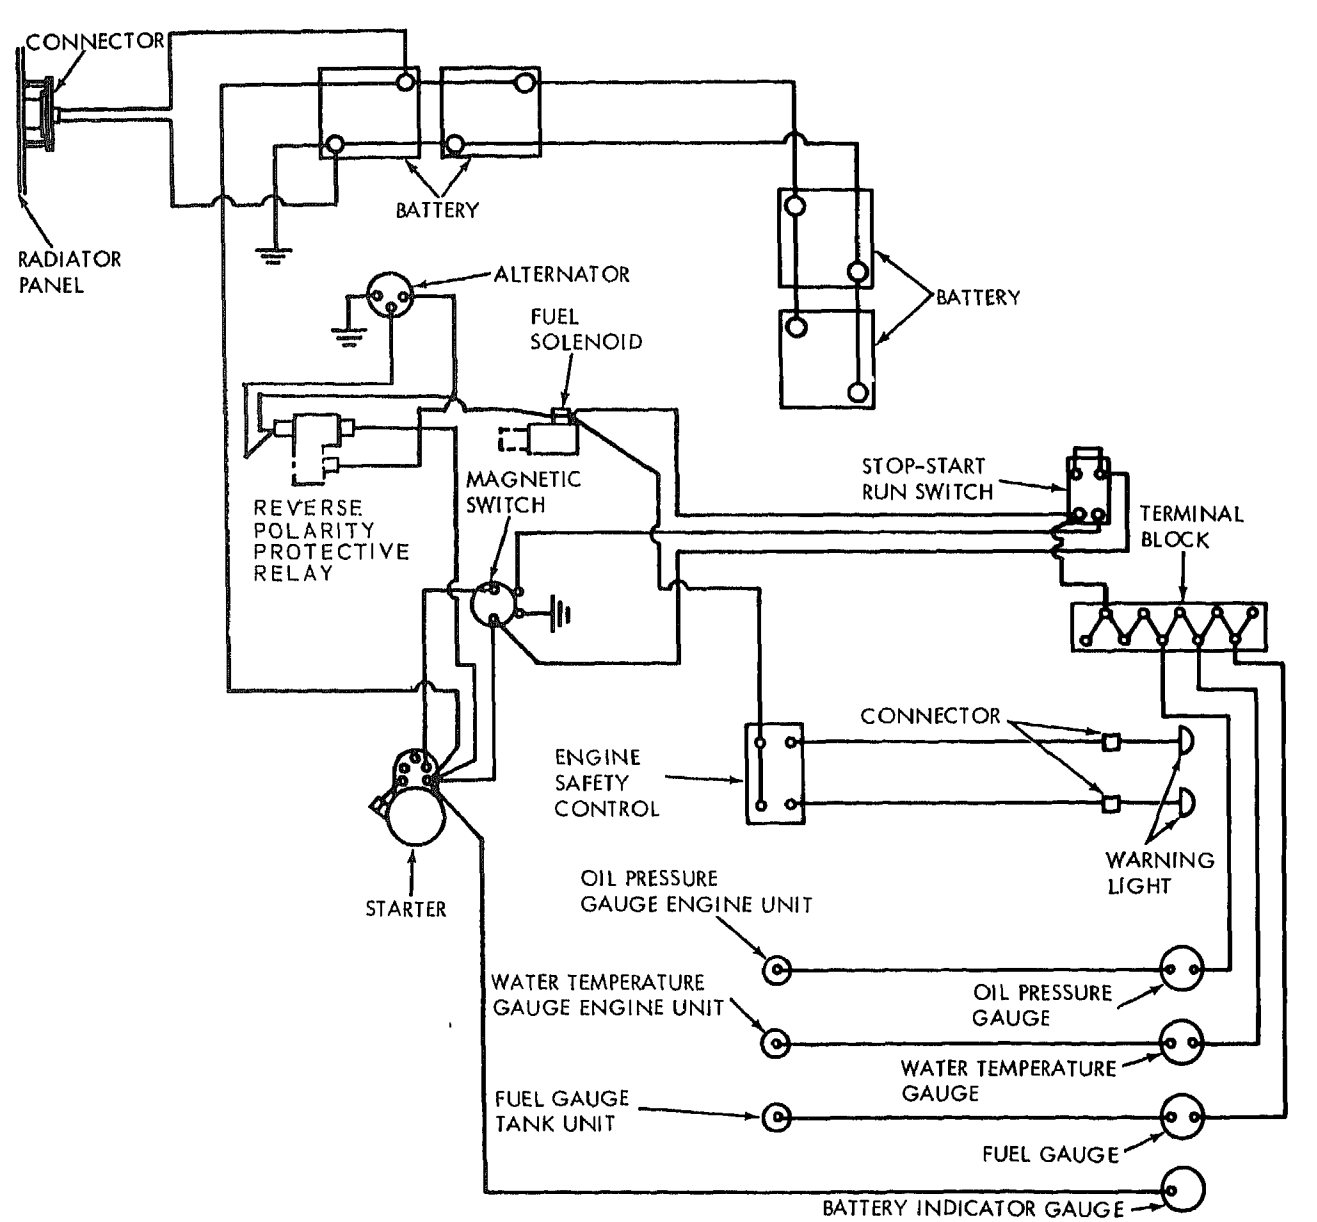 CONNECTOR
RADIATOR
PANEL
BATTERY
ALTERNATOR
FUEL
SOLENOID
BATTERY
MAGNETIC
SWITCH
REVERSE
POLARITY
PROTECTIVE
RELAY
STOP-START
RUN SWITCH
TERMINAL
BLOCK
CONNECTOR
ENGINE
SAFETY
CONTROL
WARNING
LIGHT
STARTER
OIL PRESSURE
GAUGE ENGINE UNIT
WATER TEMPERATURE
GAUGE ENGINE UNIT
OIL PRESSURE
GAUGE
WATER TEMPERATURE
GAUGE
FUEL GAUGE
TANK UNIT
FUEL GAUGE
BATTERY INDICATOR GAUGE